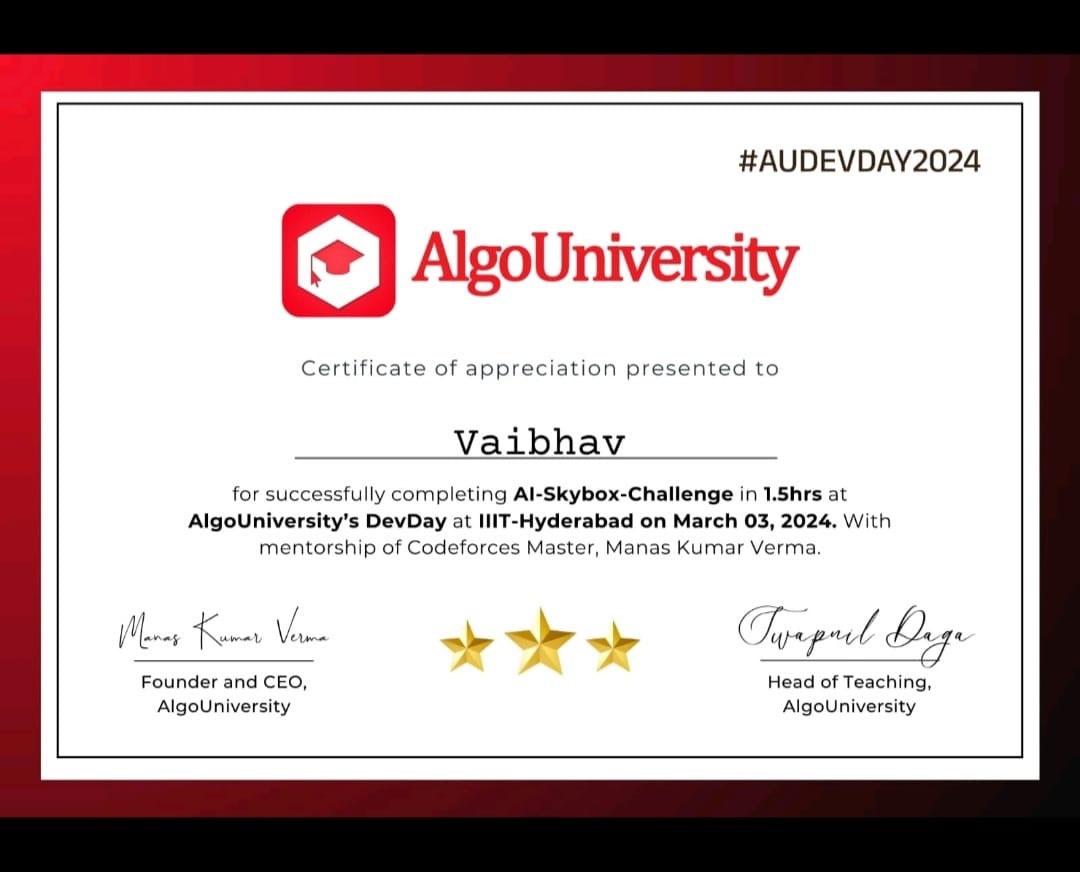 #AUDEVDAY2024
AlgoUniversity
Certificate of appreciation presented to
Vaibhav
for successfully completing AI-Skybox-Challenge in 1.5hrs at
AlgoUniversity’s DevDay at IIIT-Hyderabad on March 03, 2024. With
mentorship of Codeforces Master, Manas Kumar Verma.
Manas Kumar Verma
Founder and CEO,
AlgoUniversity
Swapnil Daga
Head of Teaching,
AlgoUniversity